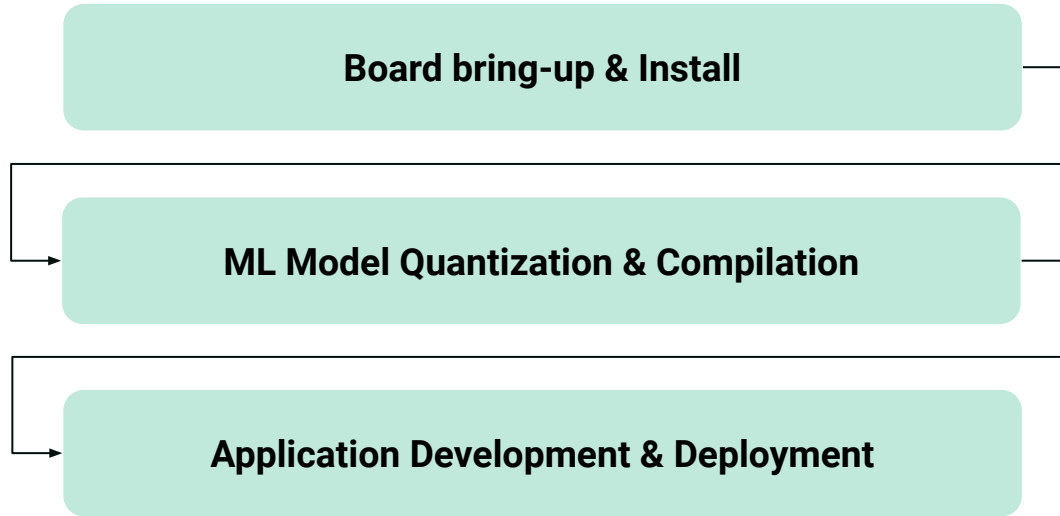 Board bring-up & Install
ML Model Quantization & Compilation
Application Development & Deployment